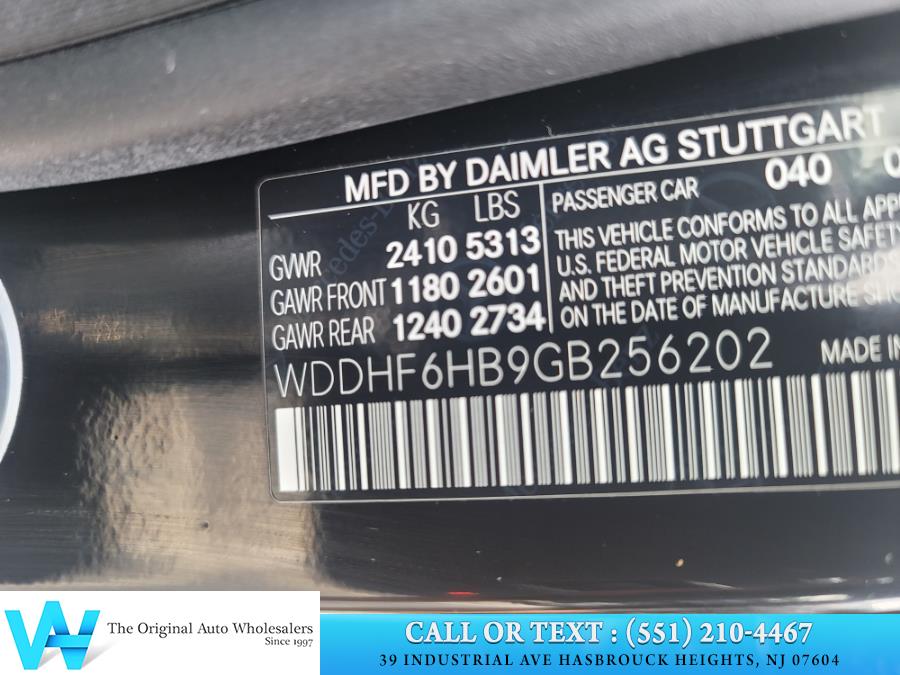 MFD BY DAIMLER AG STUTTGART
KG LBS
GVWR 2410 5313
GAWR FRONT 1180 2601
GAWR REAR 1240 2734
PASSENGER CAR 040
THIS VEHICLE CONFORMS TO ALL
U.S. FEDERAL MOTOR VEHICLE SAFETY
AND THEFT PREVENTION STANDARDS
ON THE DATE OF MANUFACTURE
WDDHF6HB9GB256202 MADE
The Original Auto Wholesalers
Since 1997
CALL OR TEXT : (551) 210-4467
39 INDUSTRIAL AVE HASBROUCK HEIGHTS, NJ 07604